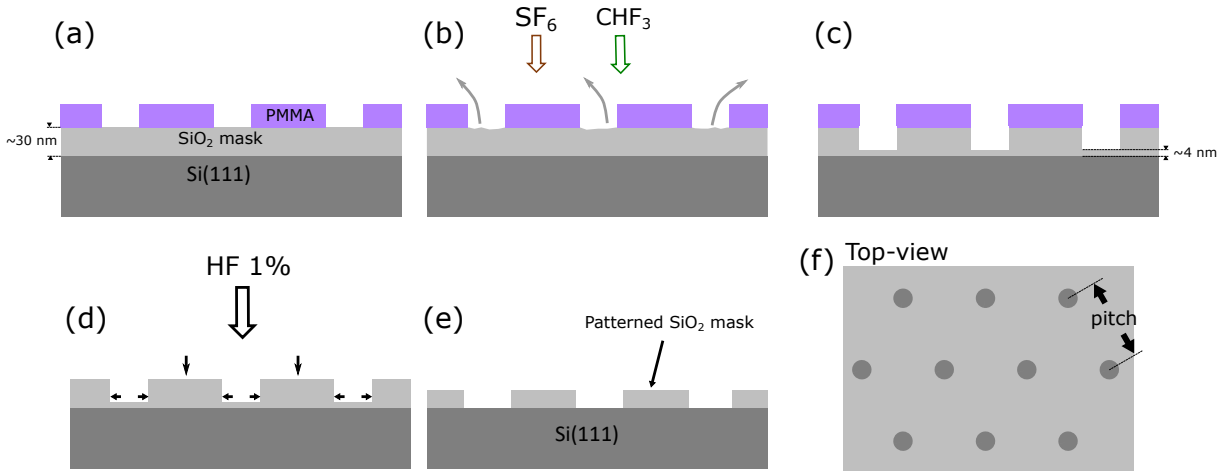 (a)
PMMA
~30 nm
SiO₂ mask
Si(111)
(b)
SF₆
CHF₃
(c)
~4 nm
(d)
HF 1%
(e)
Patterned SiO₂ mask
Si(111)
(f)
Top-view
pitch